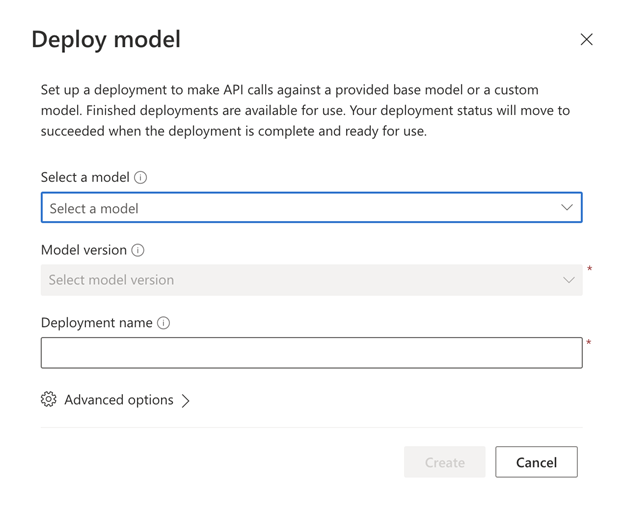 Deploy model
Set up a deployment to make API calls against a provided base model or a custom
model. Finished deployments are available for use. Your deployment status will move to
succeeded when the deployment is complete and ready for use.
Select a model
Select a model
Model version
Select model version
*
Deployment name
*
Advanced options
Create
Cancel